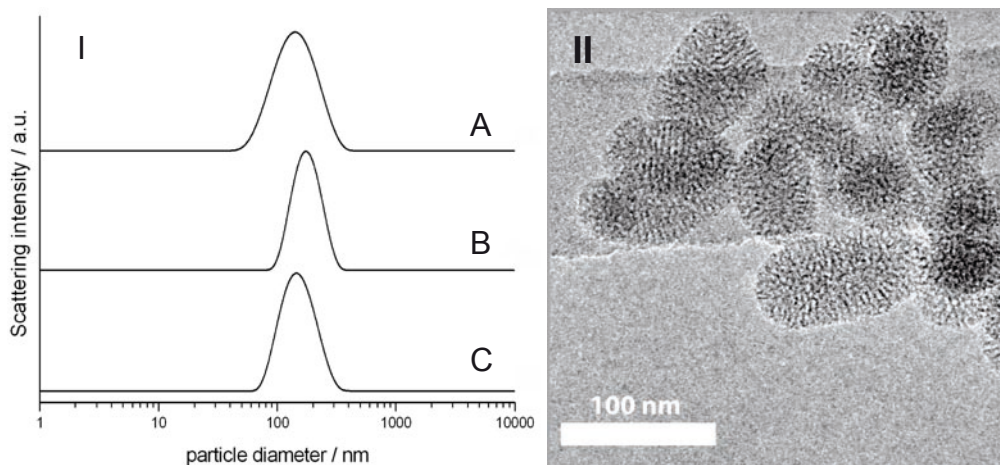 I
A
B
C
Scattering intensity / a.u.
1 10 100 1000 10000
particle diameter / nm
II
100 nm